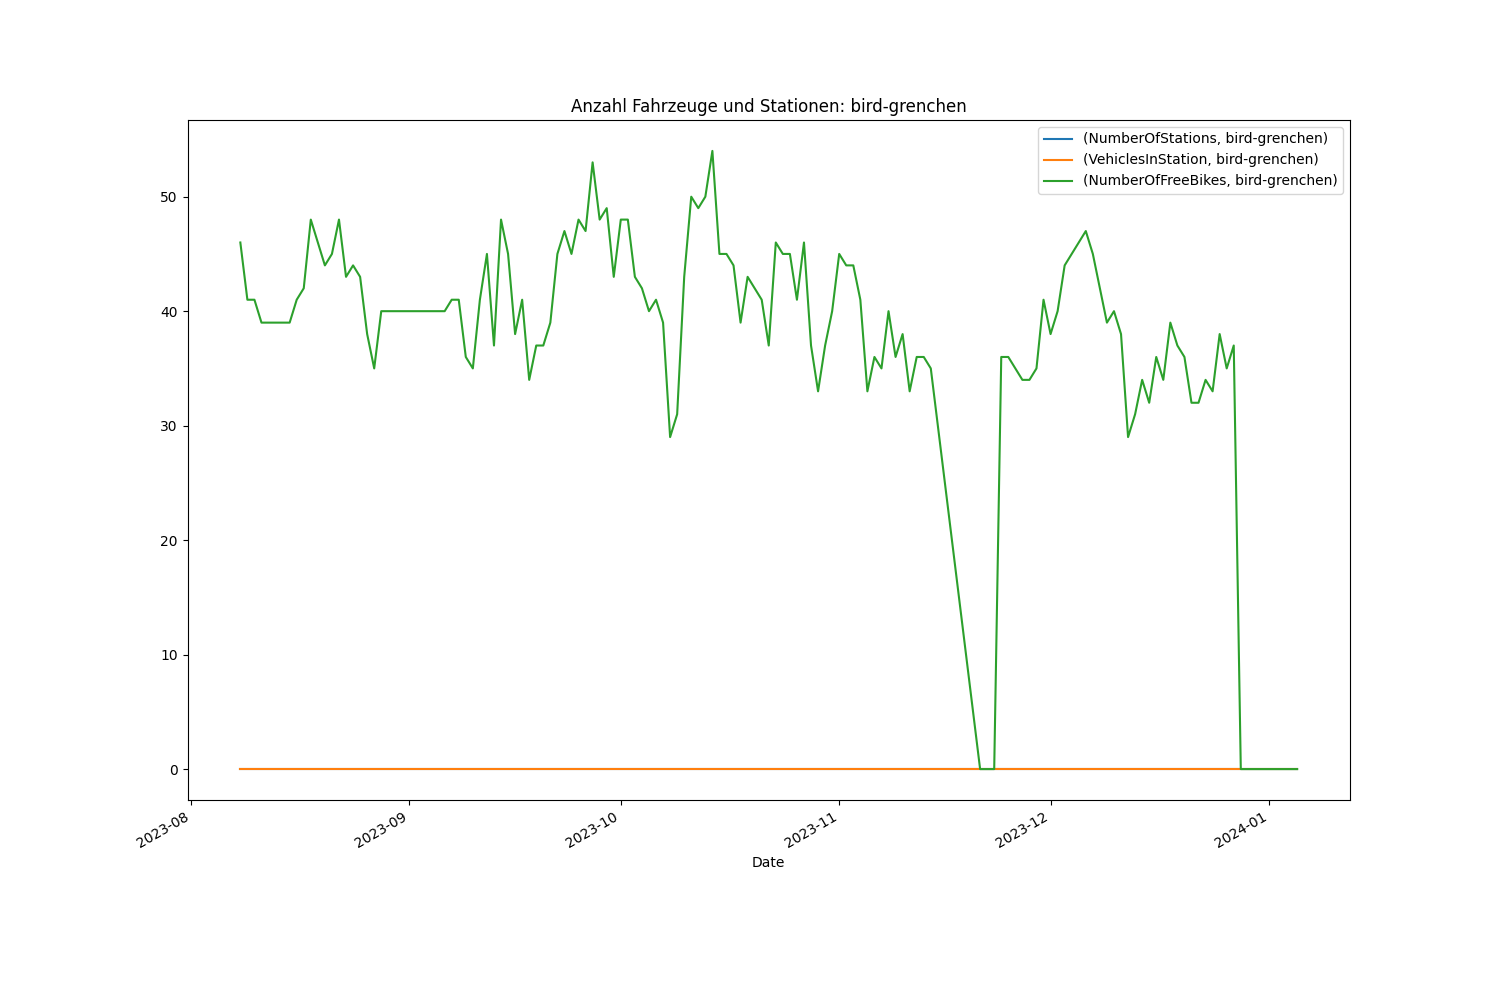 Anzahl Fahrzeuge und Stationen: bird-grenchen
(NumberOfStations, bird-grenchen)
(VehiclesInStation, bird-grenchen)
(NumberOfFreeBikes, bird-grenchen)
50
40
30
20
10
0
2023-08
2023-09
2023-10
2023-11
2023-12
2024-01
Date